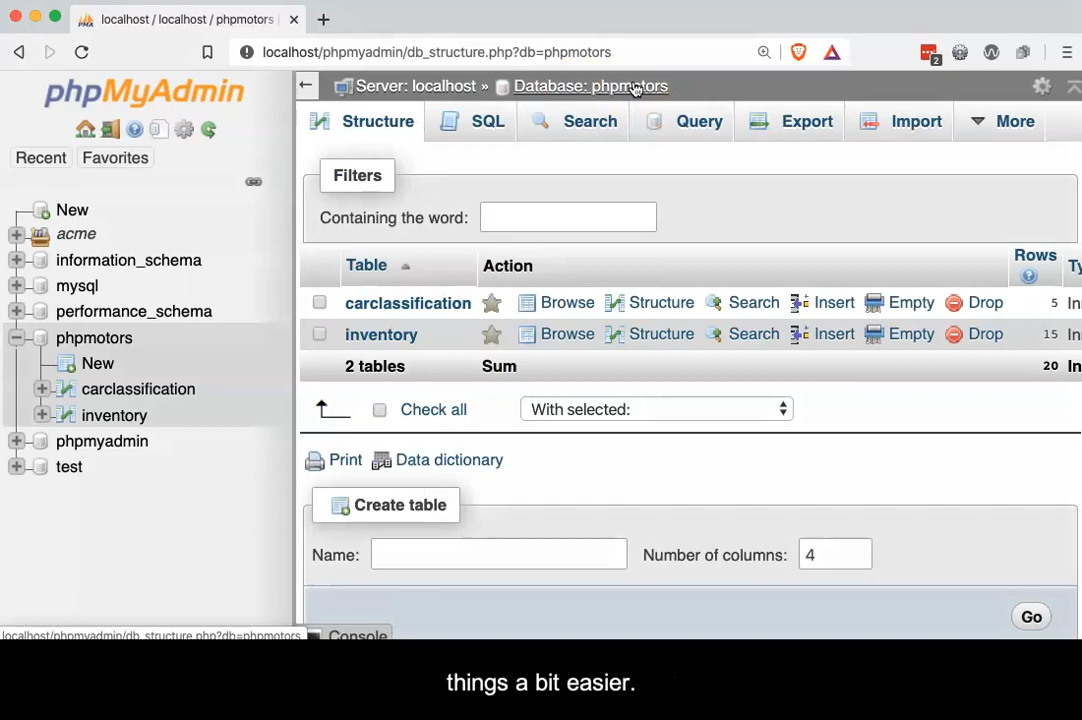 localhost / localhost / phpmotors
localhost/phpmyadmin/db_structure.php?db=phpmotors
2
phpMyAdmin
Recent Favorites
New
acme
information_schema
mysql
performance_schema
phpmotors
New
carclassification
inventory
phpmyadmin
test
Server: localhost » Database: phpmotors
Structure SQL Search Query Export Import More
Filters
Containing the word:
Table Action Rows
carclassification Browse Structure Search Insert Empty Drop 5
inventory Browse Structure Search Insert Empty Drop 15
2 tables Sum 20
Check all With selected:
Print Data dictionary
Create table
Name: Number of columns: 4
Go
localhost/phpmyadmin/db_structure.php?db=phpmotors
Console
things a bit easier.